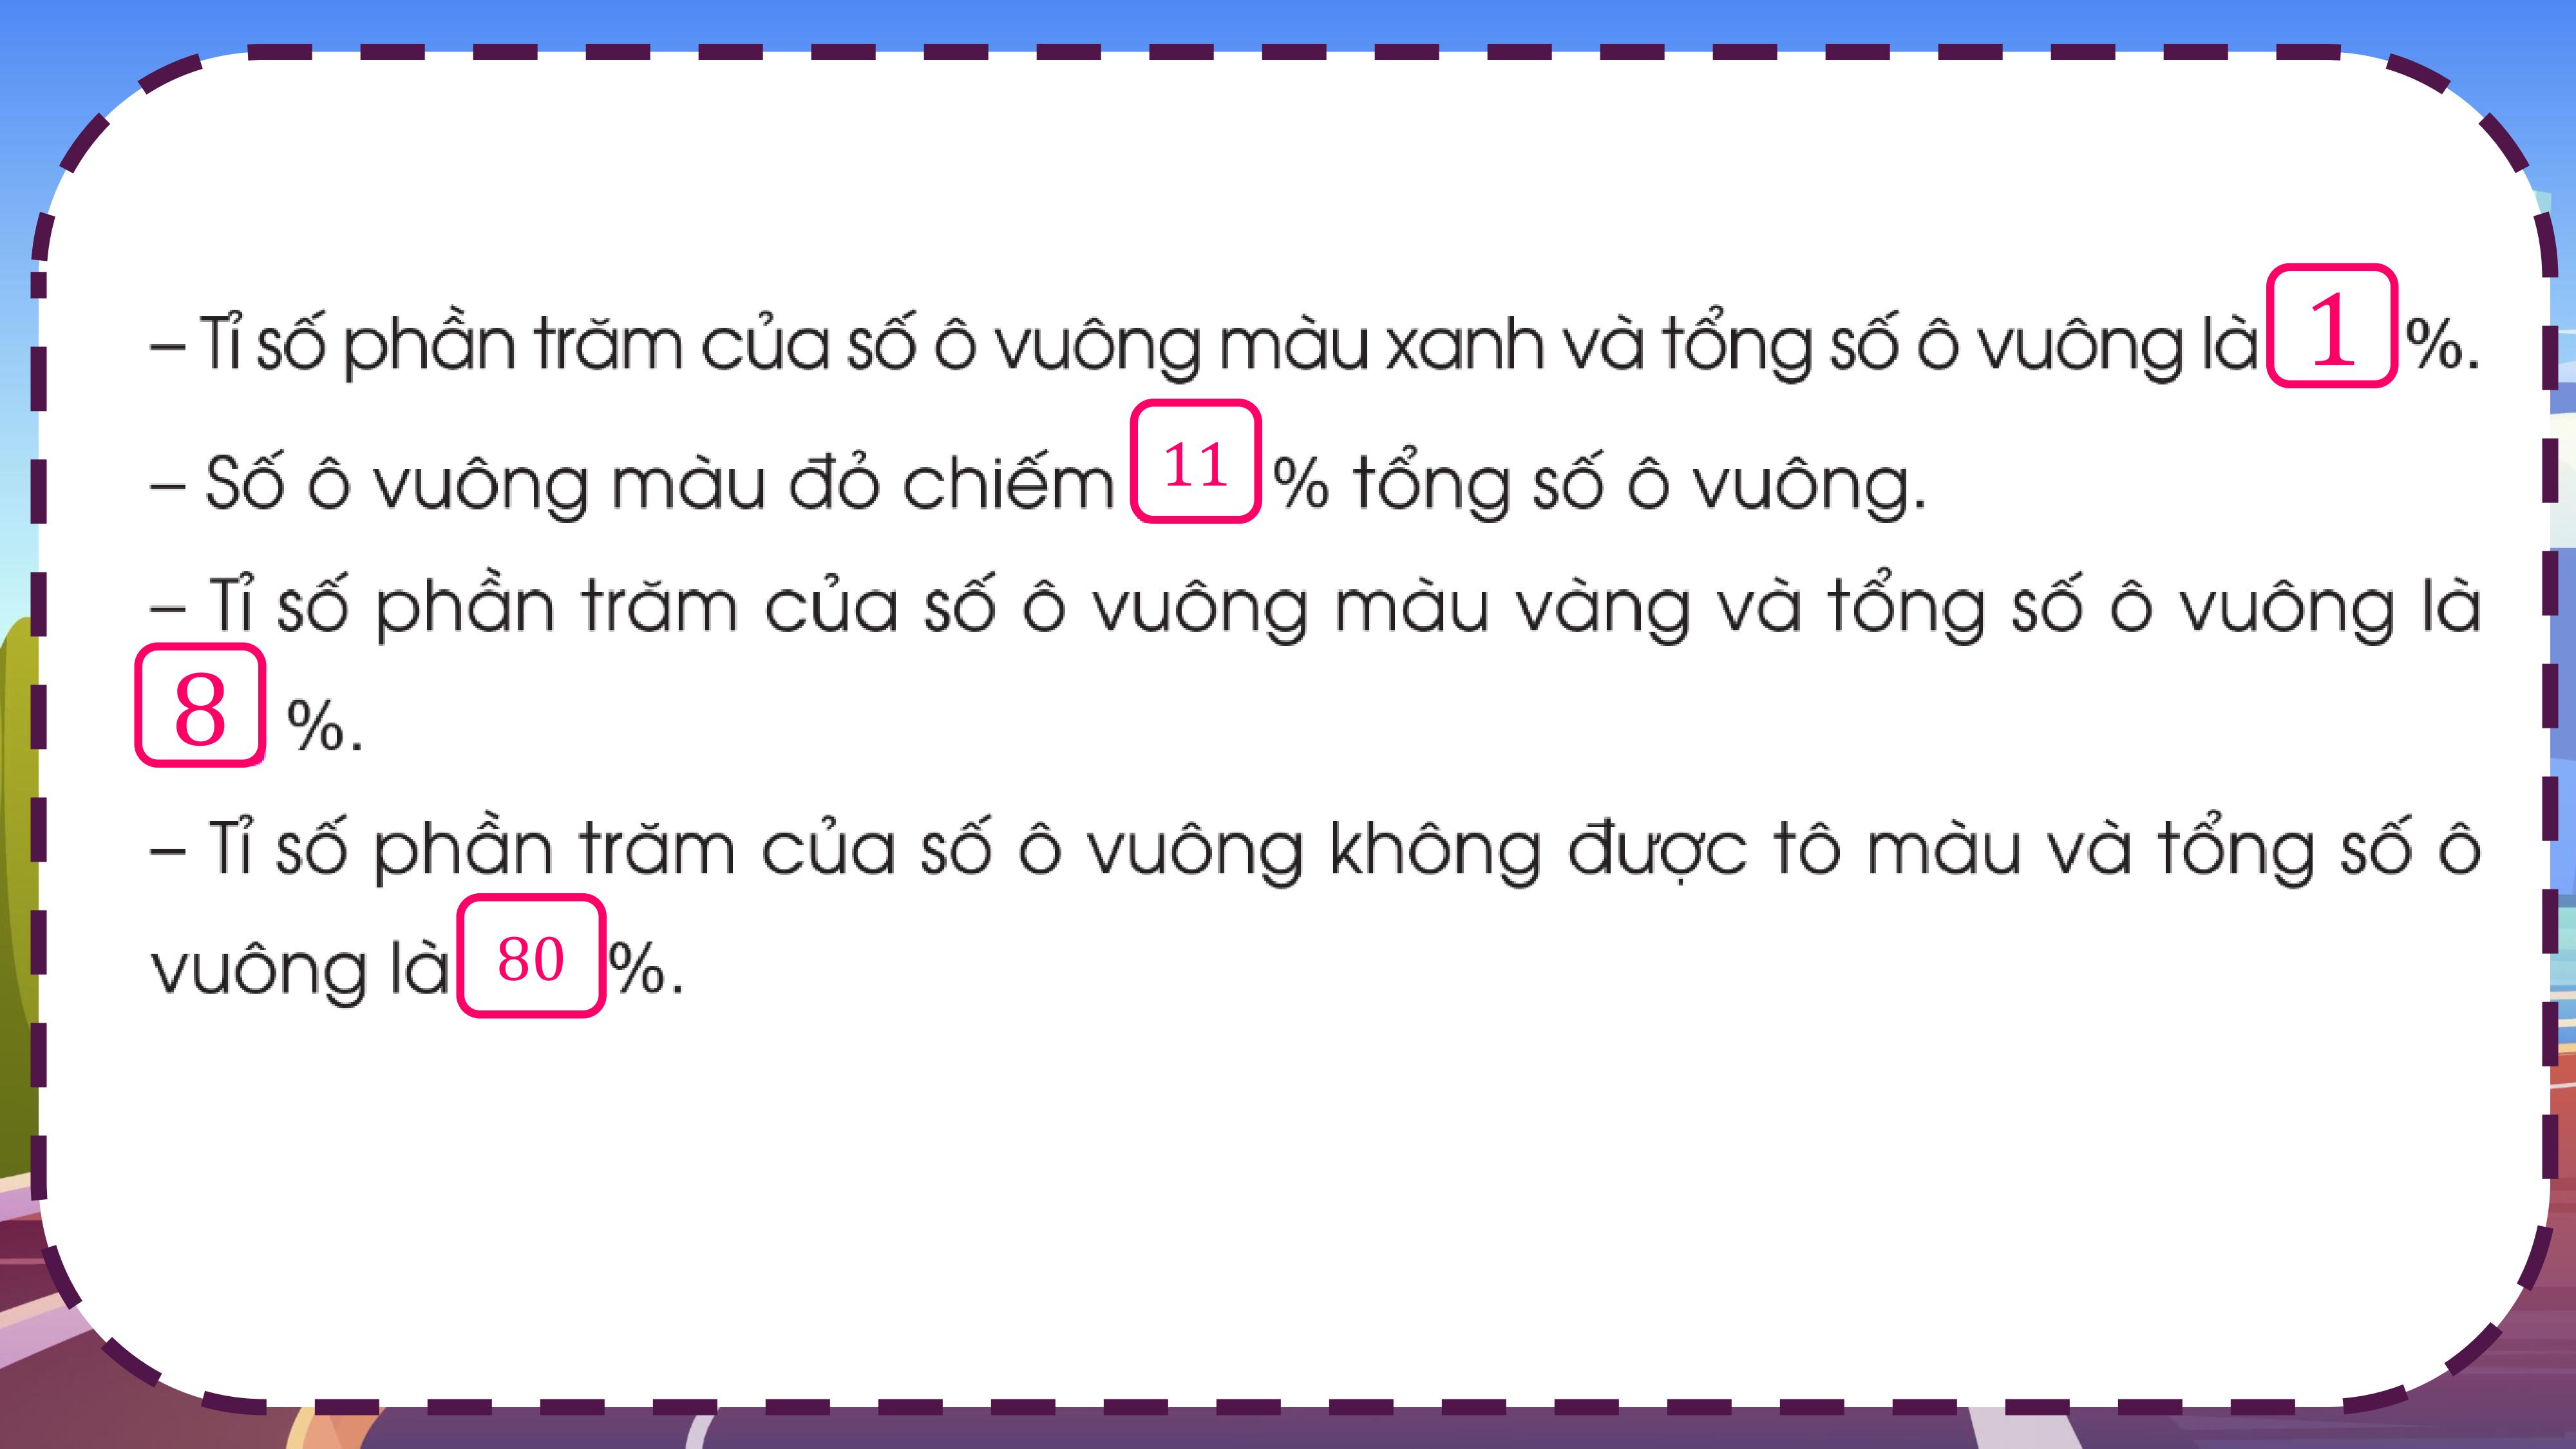 – Tỉ số phần trăm của số ô vuông màu xanh và tổng số ô vuông là 1 %.
– Số ô vuông màu đỏ chiếm 11 % tổng số ô vuông.
– Tỉ số phần trăm của số ô vuông màu vàng và tổng số ô vuông là
8 %.
– Tỉ số phần trăm của số ô vuông không được tô màu và tổng số ô
vuông là 80 %.